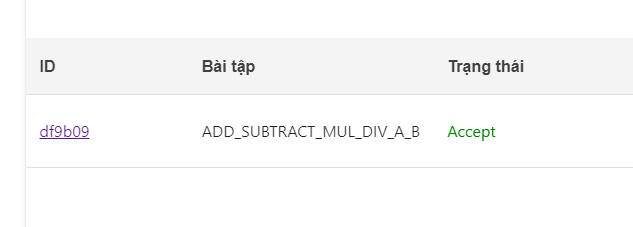 ID Bài tập Trạng thái
df9b09 ADD_SUBTRACT_MUL_DIV_A_B Accept